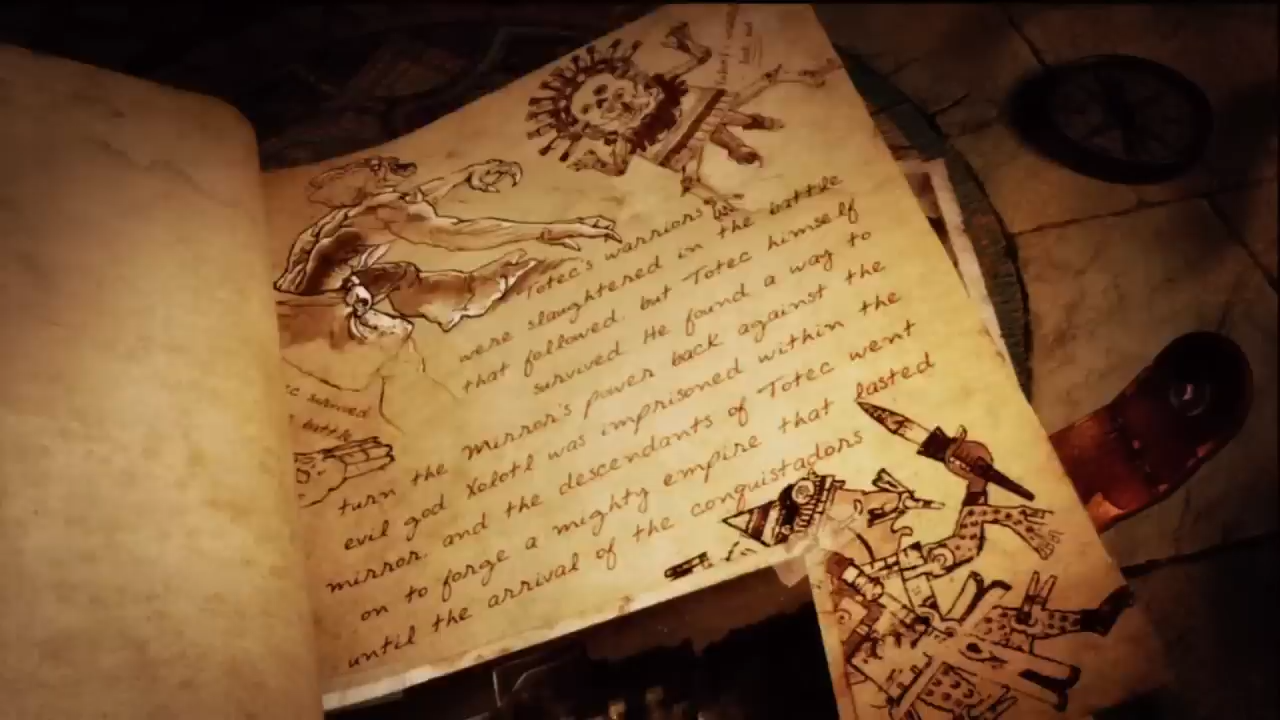 Totec's warriors
were slaughtered in the battle
that followed. but Totec himself
survived. He found a way to
turn the mirror's power back against the
evil god Xolotl was imprisoned within the
mirror. and the descendants of Totec went
on to forge a mighty empire that lasted
until the arrival of the conquistadors
survived
battle